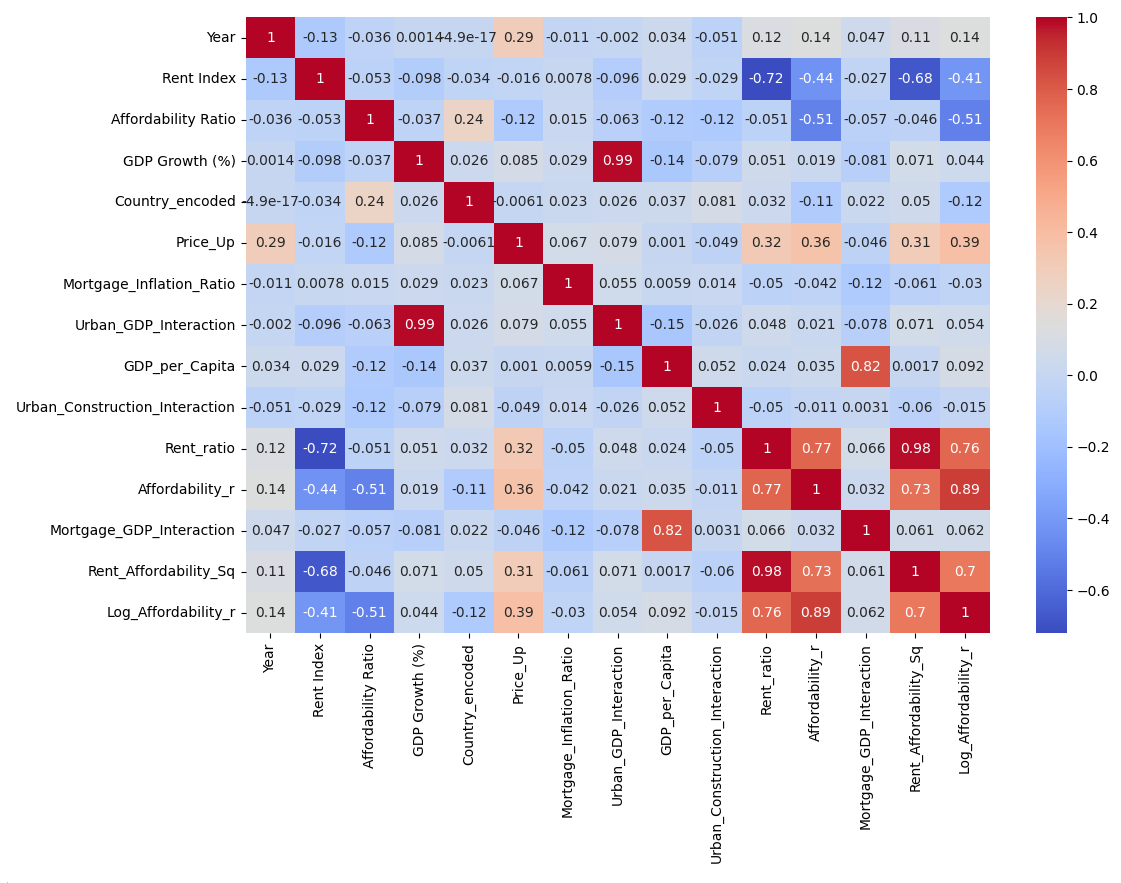 Year 1 -0.13 -0.036 0.0014 -4.9e-17 0.29 -0.011 -0.002 0.034 -0.051 0.12 0.14 0.047 0.11 0.14
Rent Index -0.13 1 -0.053 -0.098 -0.034 -0.016 0.0078 -0.096 0.029 -0.029 -0.72 -0.44 -0.027 -0.68 -0.41
Affordability Ratio -0.036 -0.053 1 -0.037 0.24 -0.12 0.015 -0.063 -0.12 -0.12 -0.051 -0.51 -0.057 -0.046 -0.51
GDP Growth (%) 0.0014 -0.098 -0.037 1 0.026 0.085 0.029 0.99 -0.14 -0.079 0.051 0.019 -0.081 0.071 0.044
Country_encoded -4.9e-17 -0.034 0.24 0.026 1 -0.0061 0.023 0.026 0.037 0.081 0.032 -0.11 0.022 0.05 -0.12
Price_Up 0.29 -0.016 -0.12 0.085 -0.0061 1 0.067 0.079 0.001 -0.049 0.32 0.36 -0.046 0.31 0.39
Mortgage_Inflation_Ratio -0.011 0.0078 0.015 0.029 0.023 0.067 1 0.055 0.0059 0.014 -0.05 -0.042 -0.12 -0.061 -0.03
Urban_GDP_Interaction -0.002 -0.096 -0.063 0.99 0.026 0.079 0.055 1 -0.15 -0.026 0.048 0.021 -0.078 0.071 0.054
GDP_per_Capita 0.034 0.029 -0.12 -0.14 0.037 0.001 0.0059 -0.15 1 0.052 0.024 0.035 0.82 0.0017 0.092
Urban_Construction_Interaction -0.051 -0.029 -0.12 -0.079 0.081 -0.049 0.014 -0.026 0.052 1 -0.05 -0.011 0.0031 -0.06 -0.015
Rent_ratio 0.12 -0.72 -0.051 0.051 0.032 0.32 -0.05 0.048 0.024 -0.05 1 0.77 0.066 0.98 0.76
Affordability_r 0.14 -0.44 -0.51 0.019 -0.11 0.36 -0.042 0.021 0.035 -0.011 0.77 1 0.032 0.73 0.89
Mortgage_GDP_Interaction 0.047 -0.027 -0.057 -0.081 0.022 -0.046 -0.12 -0.078 0.82 0.0031 0.066 0.032 1 0.061 0.062
Rent_Affordability_Sq 0.11 -0.68 -0.046 0.071 0.05 0.31 -0.061 0.071 0.0017 -0.06 0.98 0.73 0.061 1 0.7
Log_Affordability_r 0.14 -0.41 -0.51 0.044 -0.12 0.39 -0.03 0.054 0.092 -0.015 0.76 0.89 0.062 0.7 1
Year
Rent Index
Affordability Ratio
GDP Growth (%)
Country_encoded
Price_Up
Mortgage_Inflation_Ratio
Urban_GDP_Interaction
GDP_per_Capita
Urban_Construction_Interaction
Rent_ratio
Affordability_r
Mortgage_GDP_Interaction
Rent_Affordability_Sq
Log_Affordability_r
1.0
0.8
0.6
0.4
0.2
0.0
−0.2
−0.4
−0.6